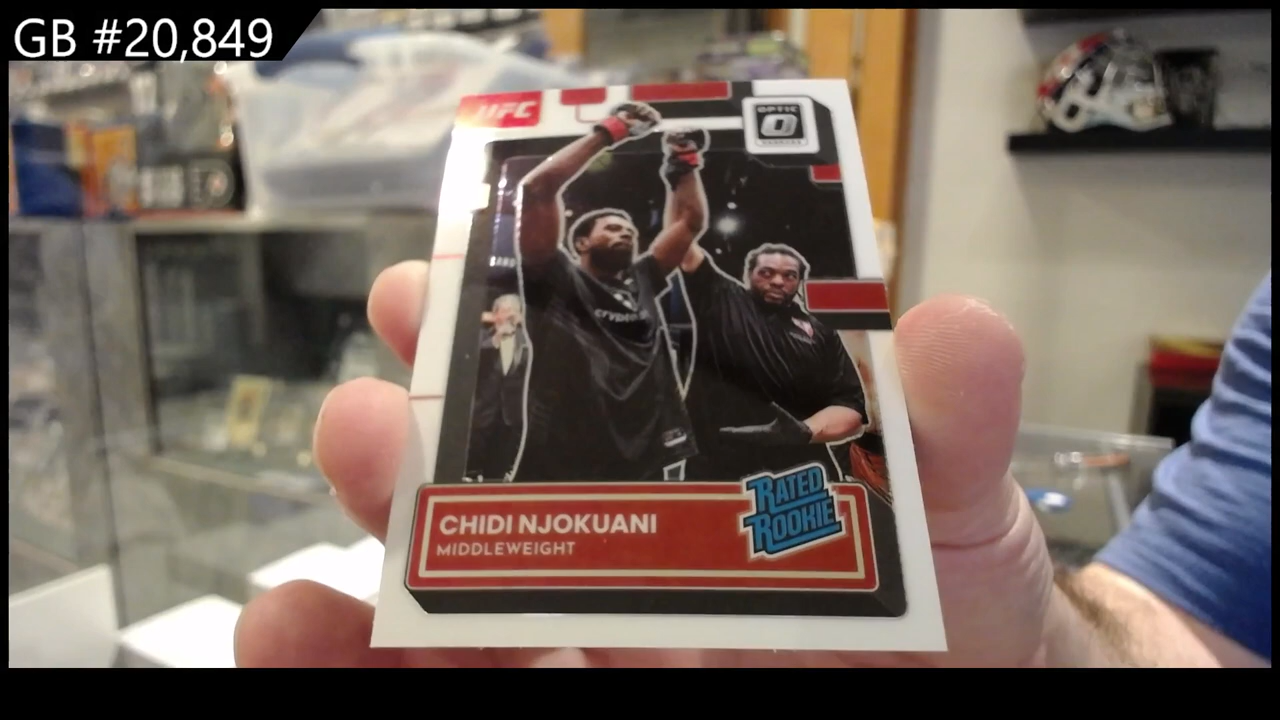 GB #20,849
UFC
OPTIC
CHIDI NJOKUANI
MIDDLEWEIGHT
RATED
ROOKIE